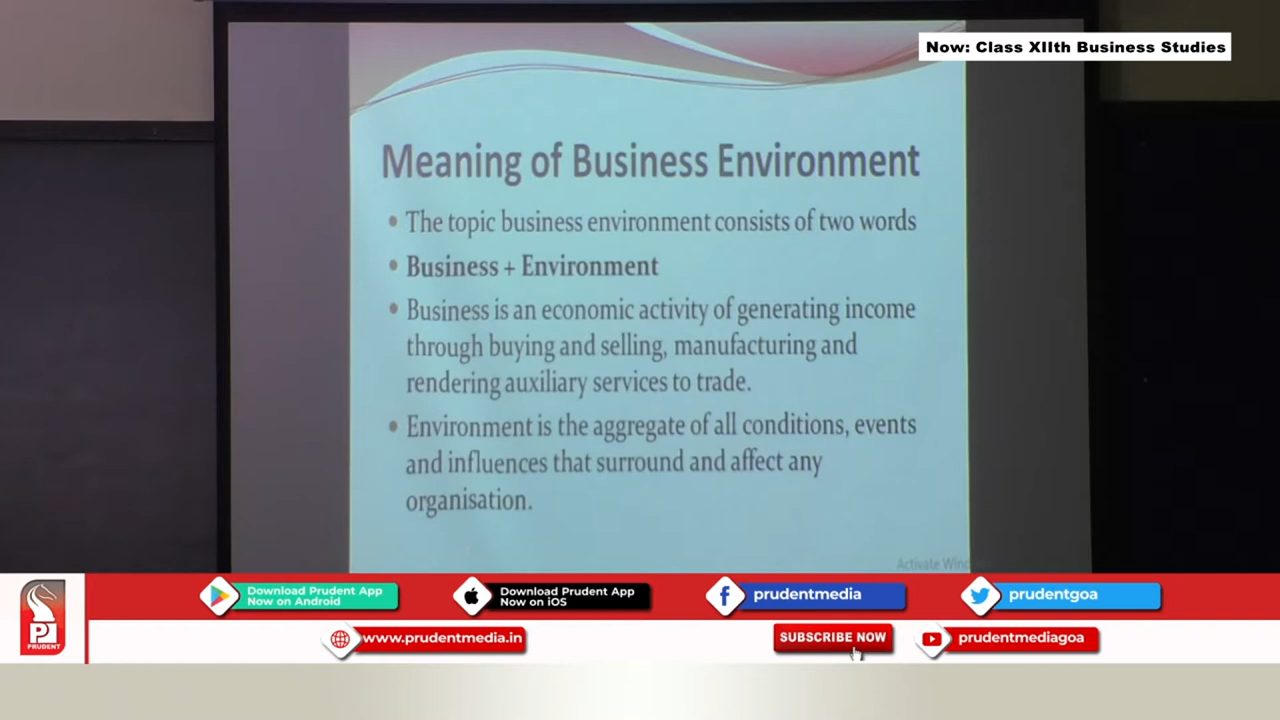 Now: Class XIIth Business Studies
Meaning of Business Environment
• The topic business environment consists of two words
• Business + Environment
• Business is an economic activity of generating income
through buying and selling, manufacturing and
rendering auxiliary services to trade.
• Environment is the aggregate of all conditions, events
and influences that surround and affect any
organisation.
Activate Wind
PRUDENT
Download Prudent App
Now on Android
Download Prudent App
Now on iOS
prudentmedia
prudentgoa
www.prudentmedia.in
SUBSCRIBE NOW
prudentmediagoa